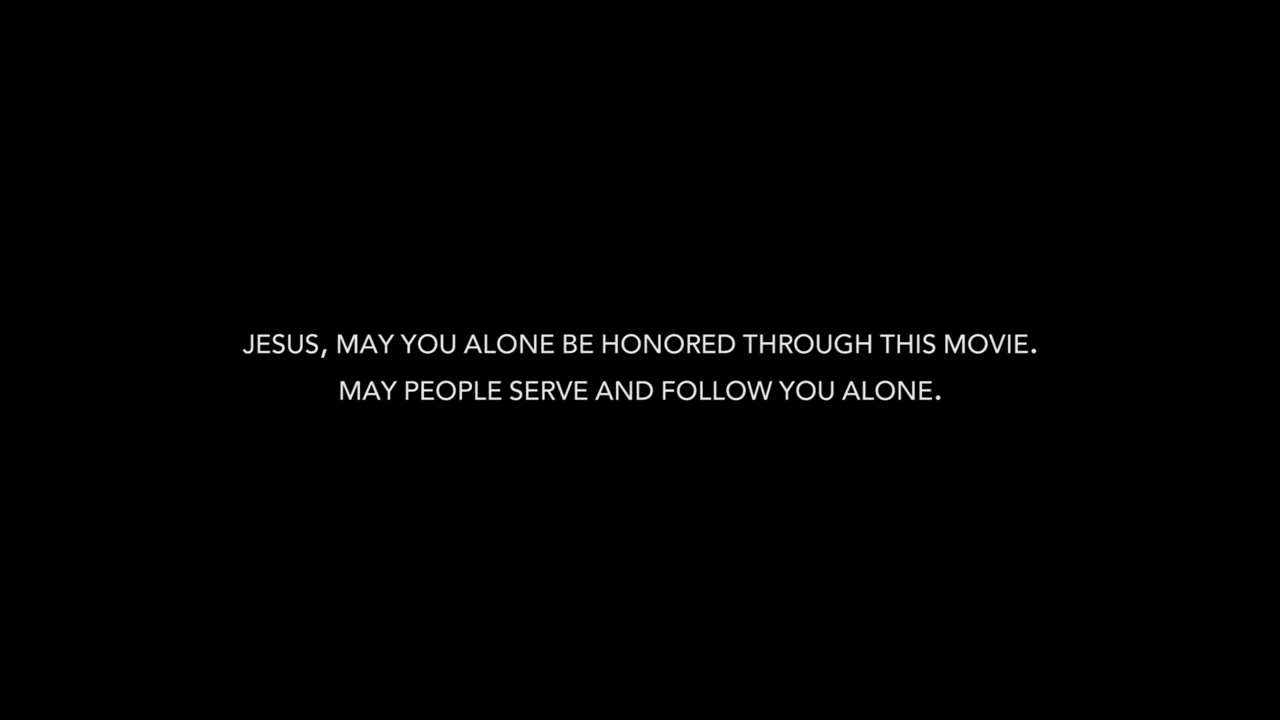 JESUS, MAY YOU ALONE BE HONORED THROUGH THIS MOVIE.
MAY PEOPLE SERVE AND FOLLOW YOU ALONE.